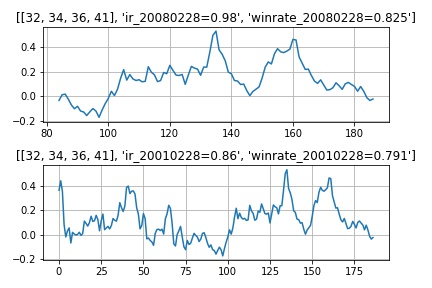 [[32, 34, 36, 41], 'ir_20080228=0.98', 'winrate_20080228=0.825']
0.4
0.2
0.0
−0.2
80 100 120 140 160 180
[[32, 34, 36, 41], 'ir_20010228=0.86', 'winrate_20010228=0.791']
0.4
0.2
0.0
−0.2
0 25 50 75 100 125 150 175